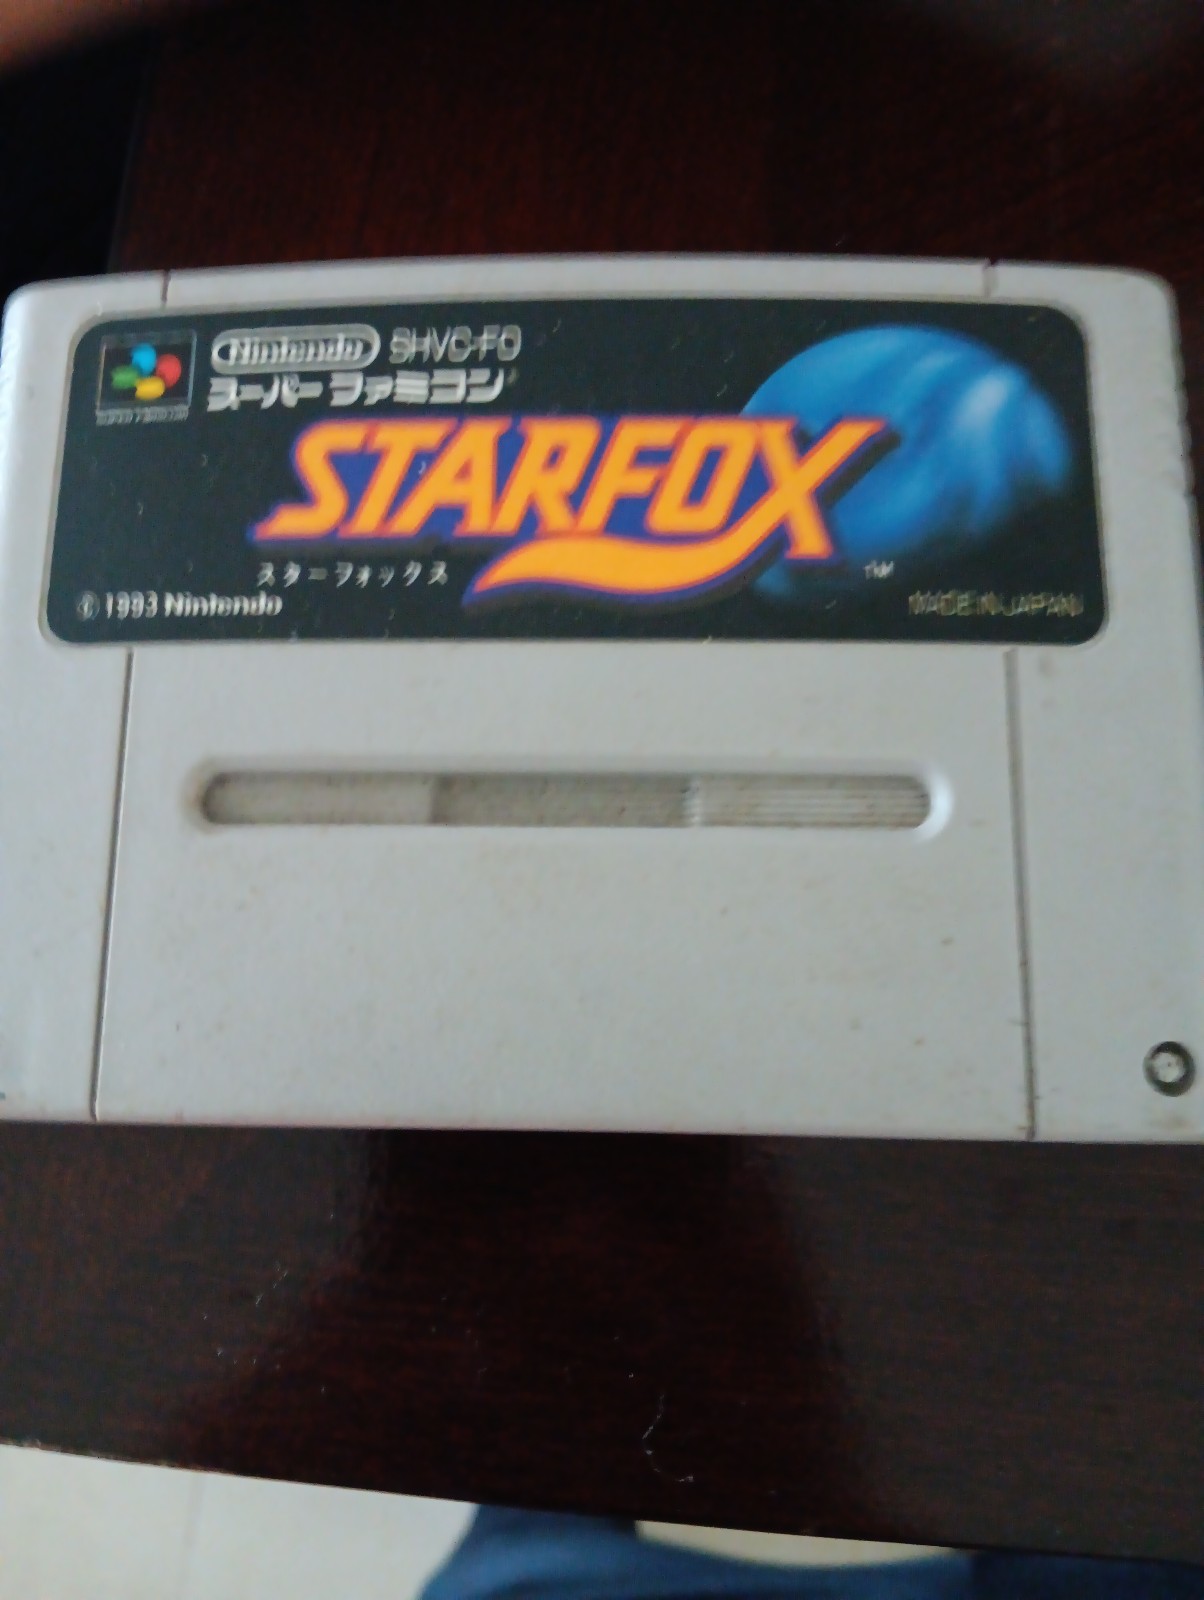 Nintendo SHVC-FO
スーパーファミコン
STARFOX
スターフォックス
TM
© 1993 Nintendo
MADE IN JAPAN